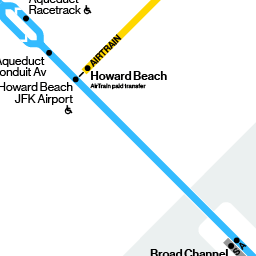 Aqueduct
Racetrack ♿
AIRTRAIN
Aqueduct
Conduit Av
Howard Beach
AirTrain paid transfer
Howard Beach
JFK Airport
♿
A
S
Broad Channel